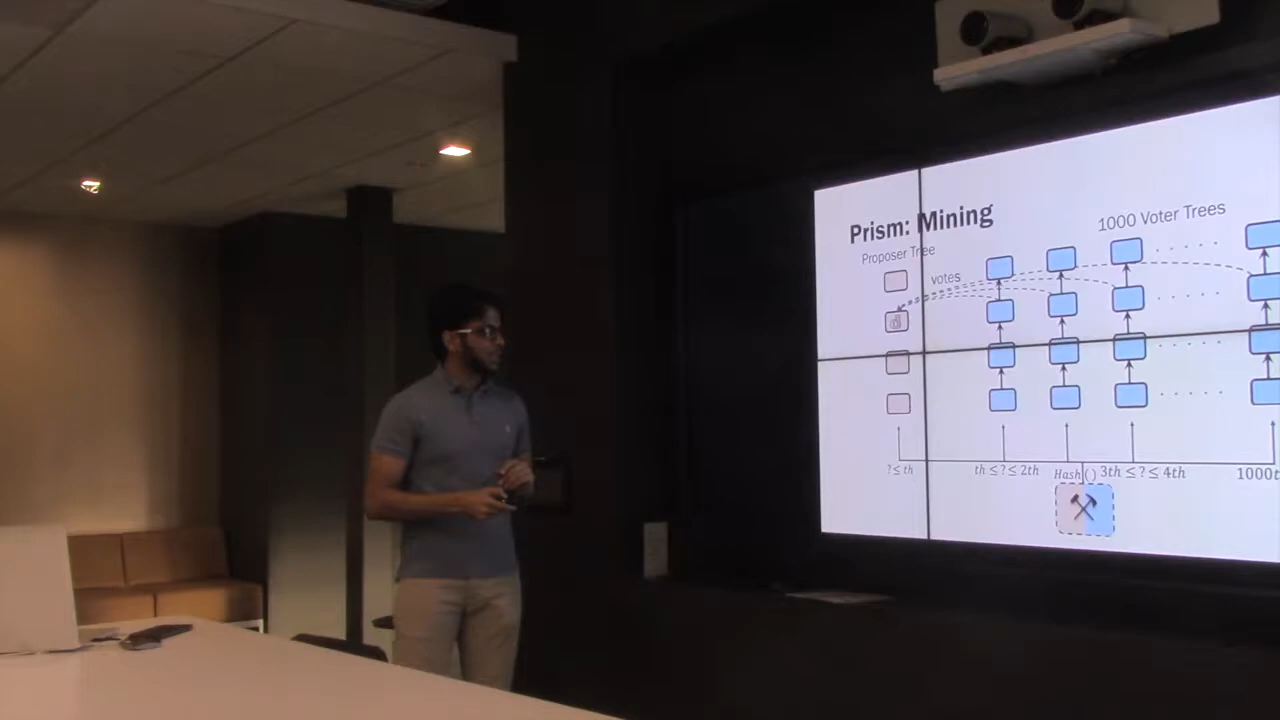 Prism: Mining
1000 Voter Trees
Proposer Tree
votes
? ≤ th
th ≤ ? ≤ 2th
Hash()
3th ≤ ? ≤ 4th
1000t